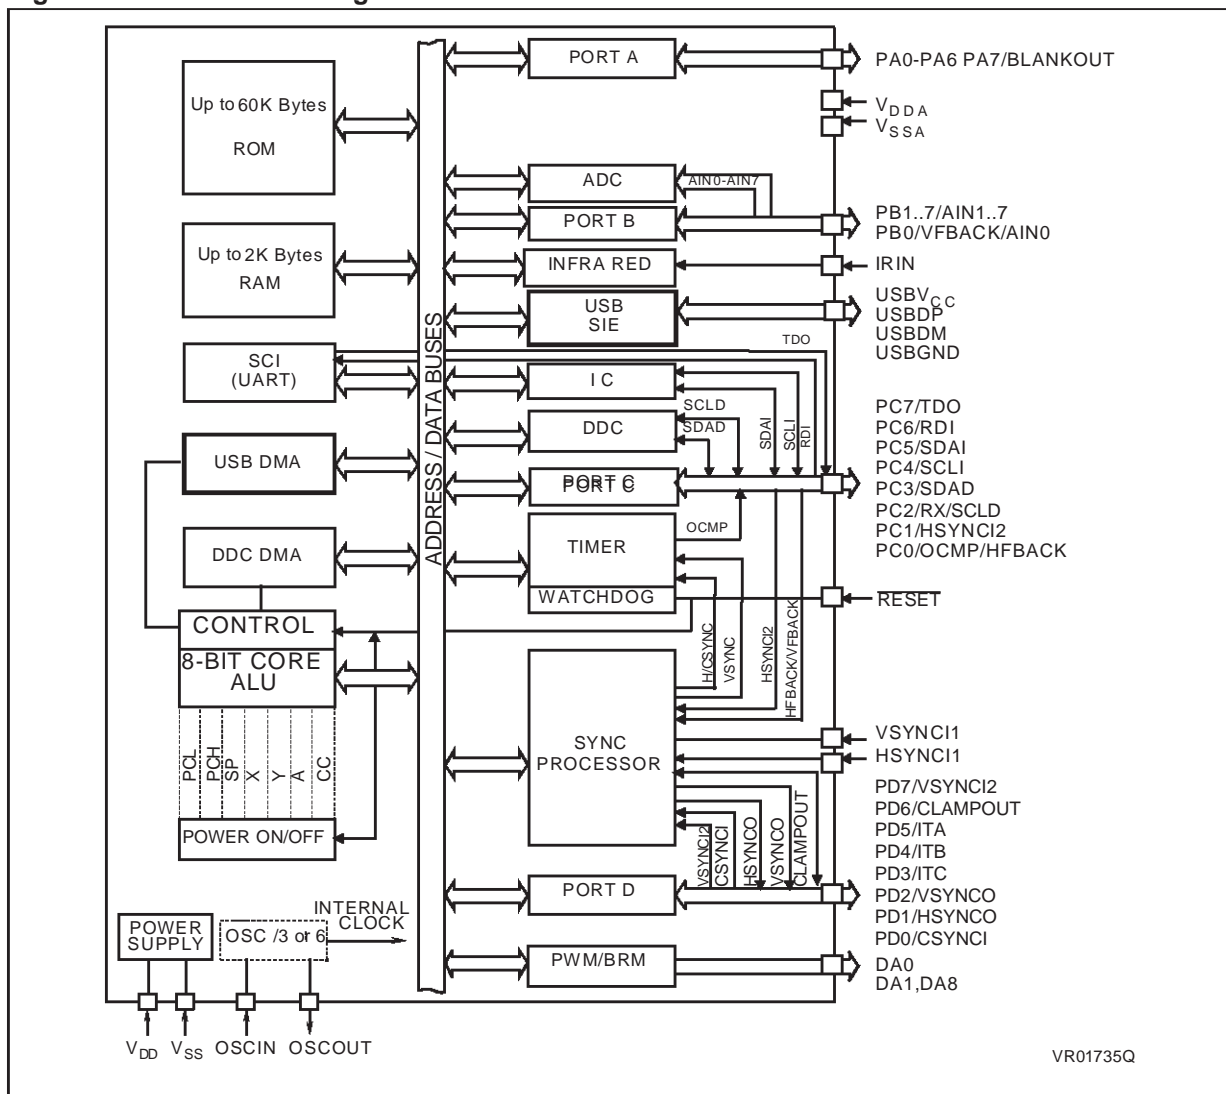 PORT A
PA0-PA6 PA7/BLANKOUT
Up to 60K Bytes
ROM
VDDA
VSSA
ADC
AIN0-AIN7
PORT B
PB1..7/AIN1..7
PB0/VFBACK/AIN0
Up to 2K Bytes
RAM
INFRA RED
IRIN
USB
SIE
USBVCC
USBDP
USBDM
USBGND
ADDRESS / DATA BUSES
TDO
SCI
(UART)
I C
SCLD
SDAD
SDAI
SCLI
RDI
DDC
PC7/TDO
PC6/RDI
PC5/SDAI
PC4/SCLI
PC3/SDAD
PC2/RX/SCLD
PC1/HSYNCI2
PC0/OCMP/HFBACK
USB DMA
PORT C
OCMP
TIMER
DDC DMA
WATCHDOG
RESET
CONTROL
8-BIT CORE
ALU
H/CSYNC
VSYNC
HSYNCI2
HFBACK/VFBACK
PCL
PCH
SP
X
Y
A
CC
SYNC
PROCESSOR
VSYNCI1
HSYNCI1
POWER ON/OFF
VSYNCI2
CSYNCI
HSYNCO
VSYNCO
CLAMPOUT
PD7/VSYNCI2
PD6/CLAMPOUT
PD5/ITA
PD4/ITB
PD3/ITC
PD2/VSYNCO
PD1/HSYNCO
PD0/CSYNCI
PORT D
POWER
SUPPLY
OSC /3 or 6
INTERNAL
CLOCK
PWM/BRM
DA0
DA1,DA8
VDD
VSS
OSCIN
OSCOUT
VR01735Q